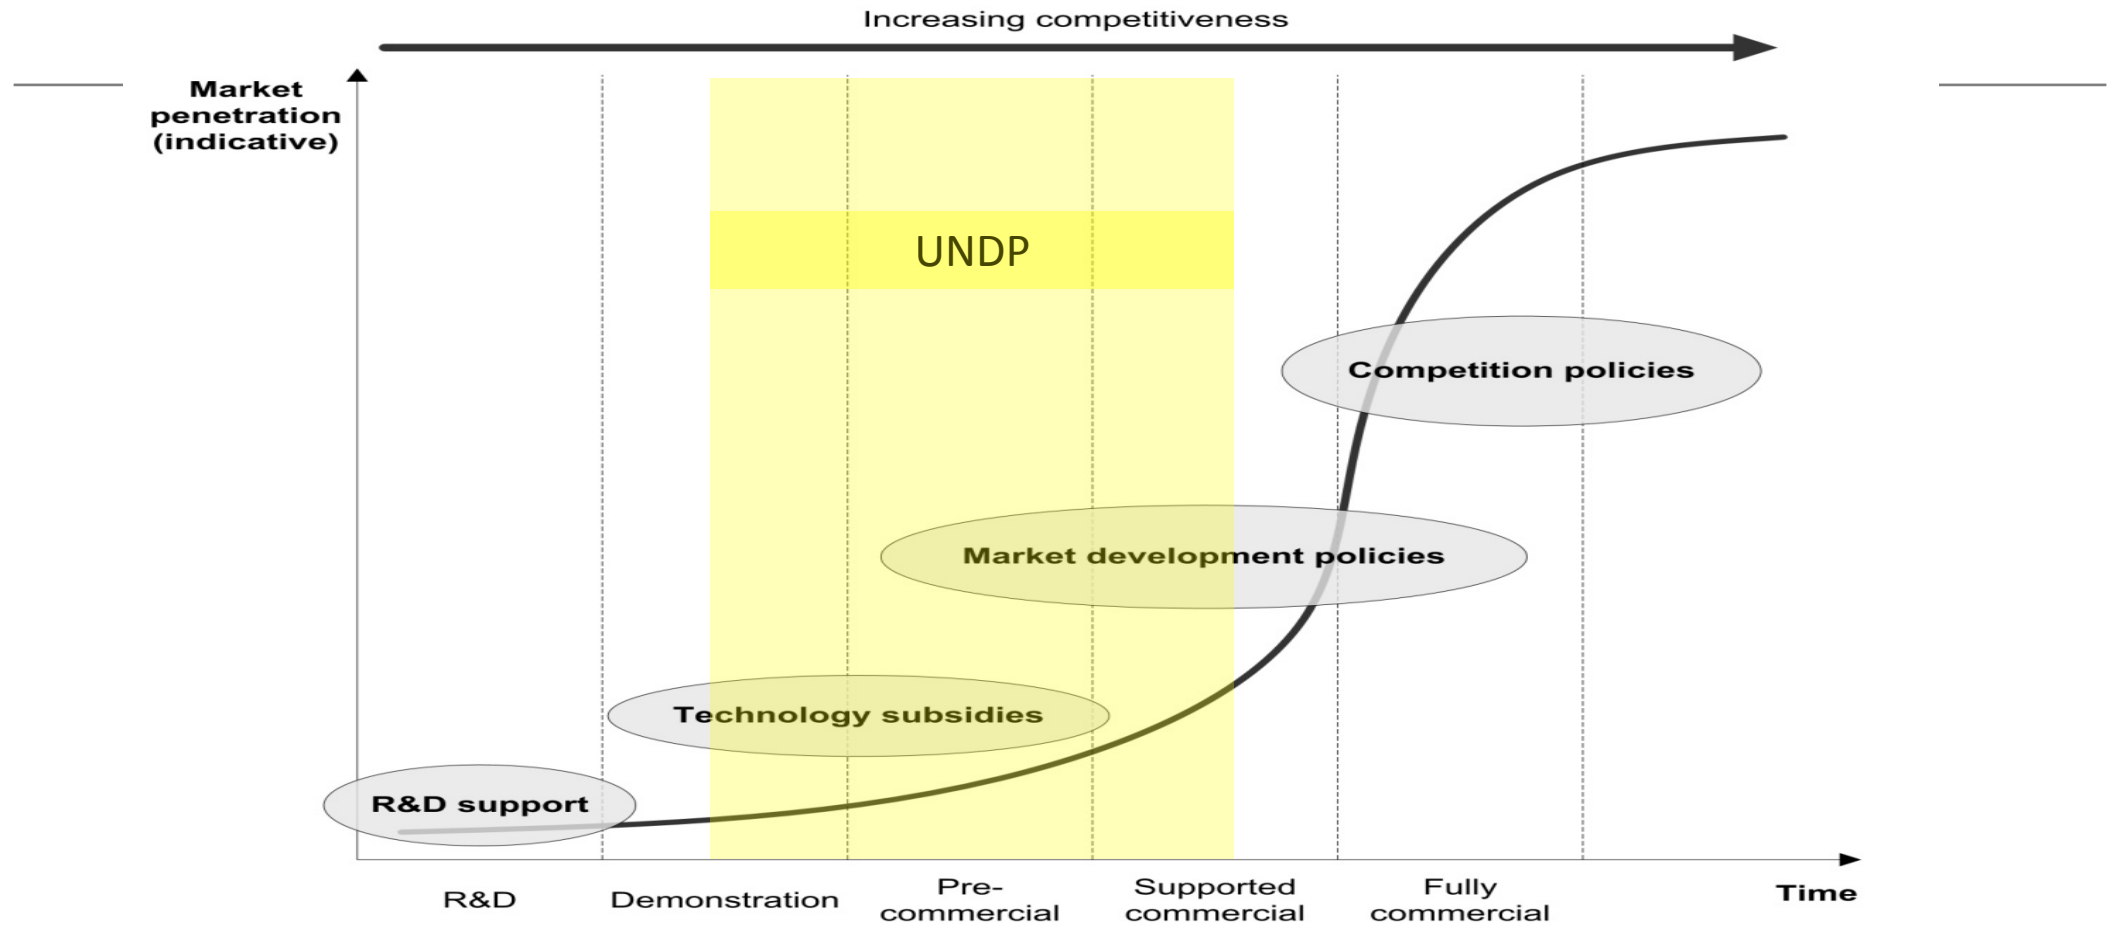 Increasing competitiveness
Market
penetration
(indicative)
UNDP
Competition policies
Market development policies
Technology subsidies
R&D support
R&D
Demonstration
Pre-
commercial
Supported
commercial
Fully
commercial
Time